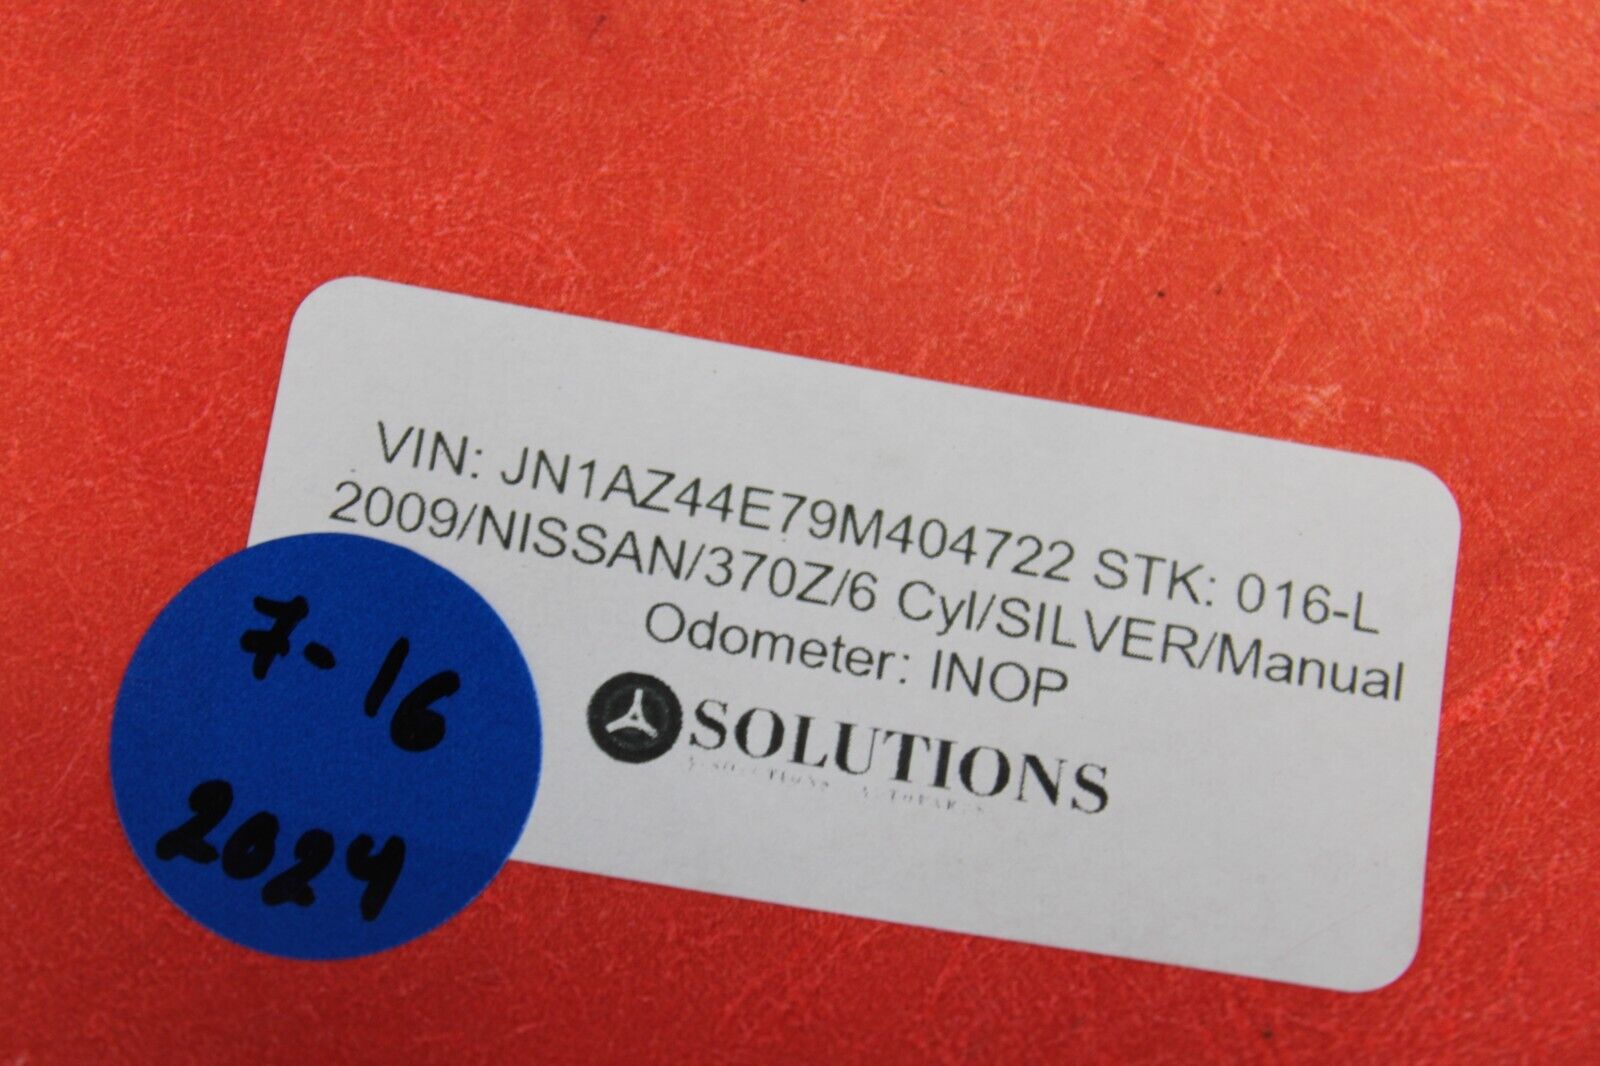 VIN: JN1AZ44E79M404722 STK: 016-L
2009/NISSAN/370Z/6 Cyl/SILVER/Manual
Odometer: INOP
SOLUTIONS
7-16
2024